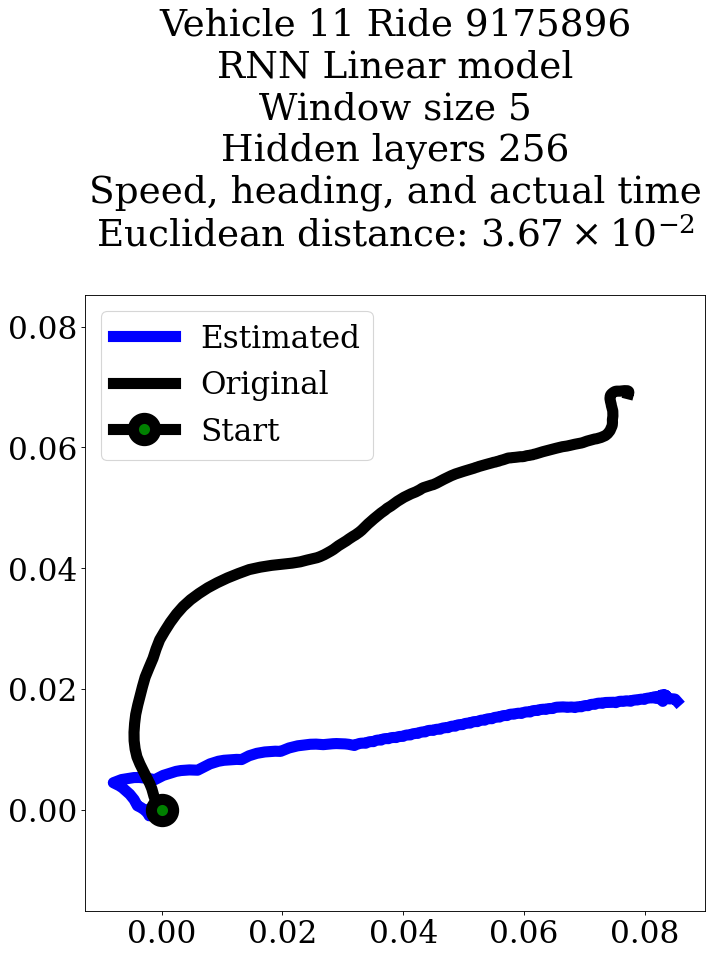 Vehicle 11 Ride 9175896
RNN Linear model
Window size 5
Hidden layers 256
Speed, heading, and actual time
Euclidean distance: 3.67 × 10⁻²
0.08
0.06
0.04
0.02
0.00
Estimated
Original
Start
0.00 0.02 0.04 0.06 0.08